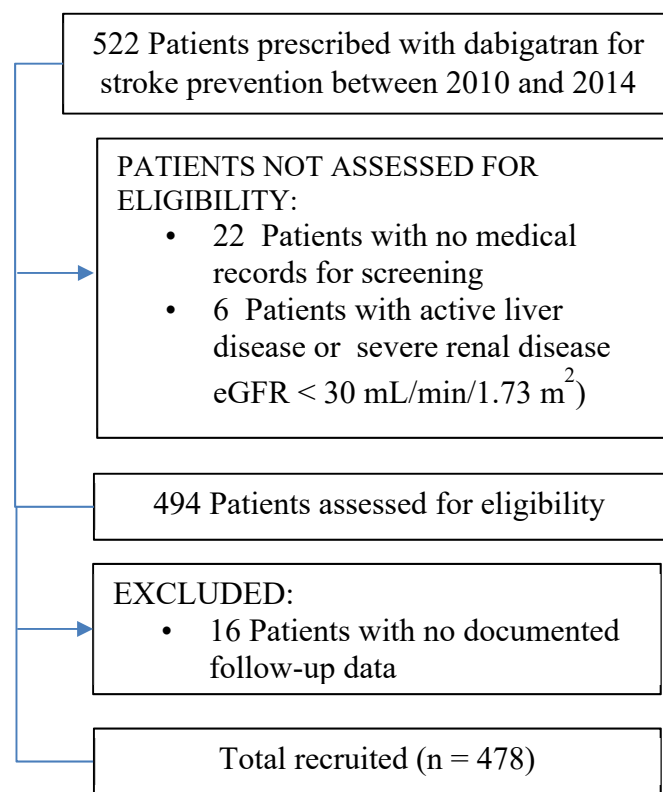 522 Patients prescribed with dabigatran for
stroke prevention between 2010 and 2014
PATIENTS NOT ASSESSED FOR
ELIGIBILITY:
• 22 Patients with no medical
records for screening
• 6 Patients with active liver
disease or severe renal disease
eGFR < 30 mL/min/1.73 m²)
494 Patients assessed for eligibility
EXCLUDED:
• 16 Patients with no documented
follow-up data
Total recruited (n = 478)